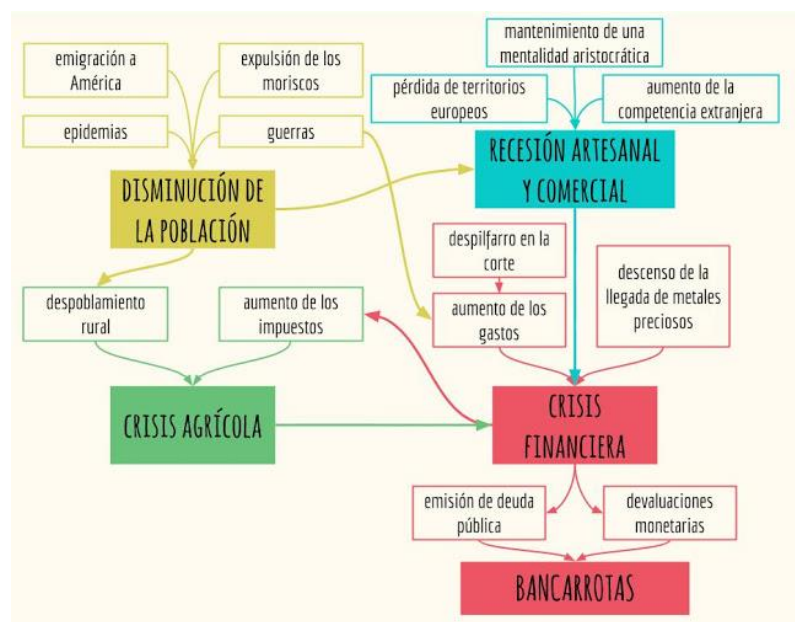 mantenimiento de una
mentalidad aristocrática
emigración a
América
expulsión de los
moriscos
pérdida de territorios
europeos
aumento de la
competencia extranjera
epidemias
guerras
RECESIÓN ARTESANAL
Y COMERCIAL
DISMINUCIÓN DE
LA POBLACIÓN
despilfarro en la
corte
descenso de la
llegada de metales
preciosos
despoblamiento
rural
aumento de los
impuestos
aumento de los
gastos
CRISIS AGRÍCOLA
CRISIS
FINANCIERA
emisión de deuda
pública
devaluaciones
monetarias
BANCARROTAS